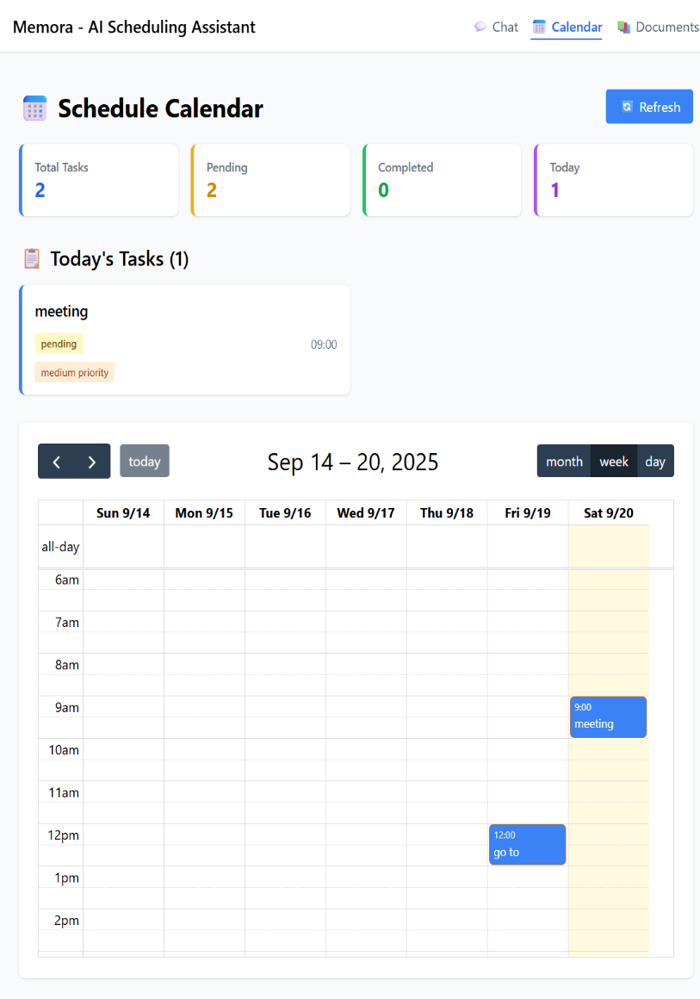 Memora - AI Scheduling Assistant
Chat
Calendar
Documents
Schedule Calendar
Refresh
Total Tasks
2
Pending
2
Completed
0
Today
1
Today's Tasks (1)
meeting
pending
09:00
medium priority
today
Sep 14 – 20, 2025
month week day
Sun 9/14 Mon 9/15 Tue 9/16 Wed 9/17 Thu 9/18 Fri 9/19 Sat 9/20
all-day
6am
7am
8am
9am
9:00
meeting
10am
11am
12pm
12:00
go to
1pm
2pm